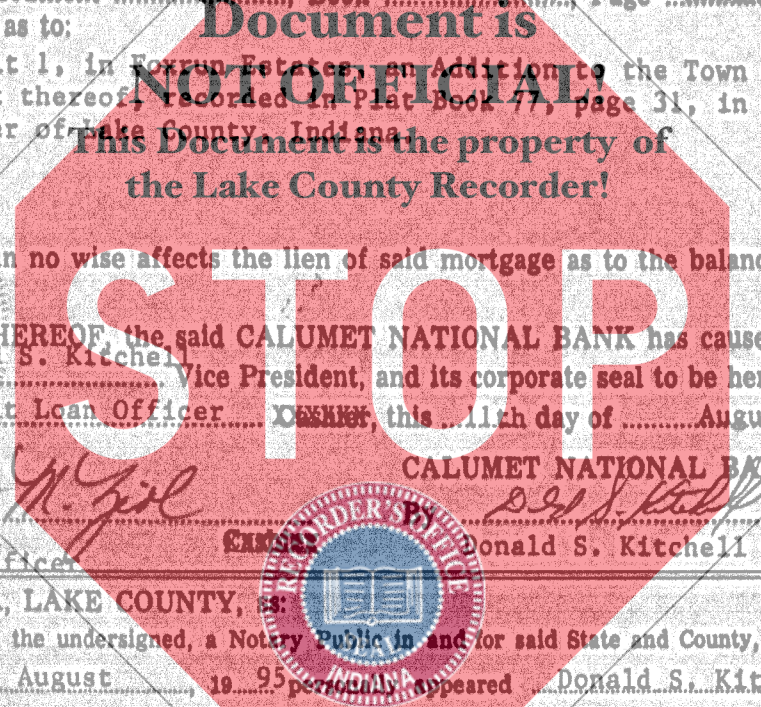 Document is
as to:
t 1, in Foxrun Estates, an Addition to the Town
NOT OFFICIAL!
thereof, recorded in Plat Book 77, page 31, in
er of Lake County, Indiana.
This Document is the property of
the Lake County Recorder!
n no wise affects the lien of said mortgage as to the balanc
STOP
HEREOF, the said CALUMET NATIONAL BANK has cause
S. Kitchell
Vice President, and its corporate seal to be her
t Loan Officer Cashier, this 11th day of August
CALUMET NATIONAL BA
RECORDER'S OFFICE
BY
Cashier
Donald S. Kitchell
fficer
, LAKE COUNTY, ss:
the undersigned, a Notary Public in and for said State and County,
August, 19 95 personally appeared Donald S. Kit
INDIANA